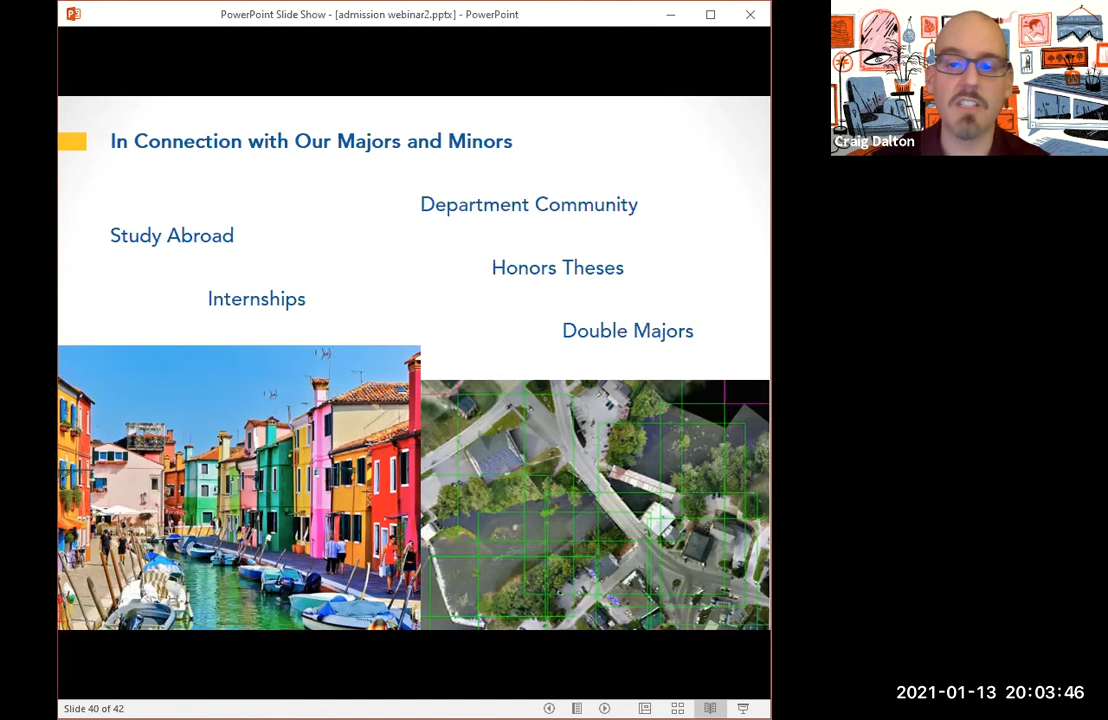 PowerPoint Slide Show - [admission webinar2.pptx] - PowerPoint
In Connection with Our Majors and Minors
Department Community
Study Abroad
Honors Theses
Internships
Double Majors
Slide 40 of 42
Craig Dalton
2021-01-13 20:03:46